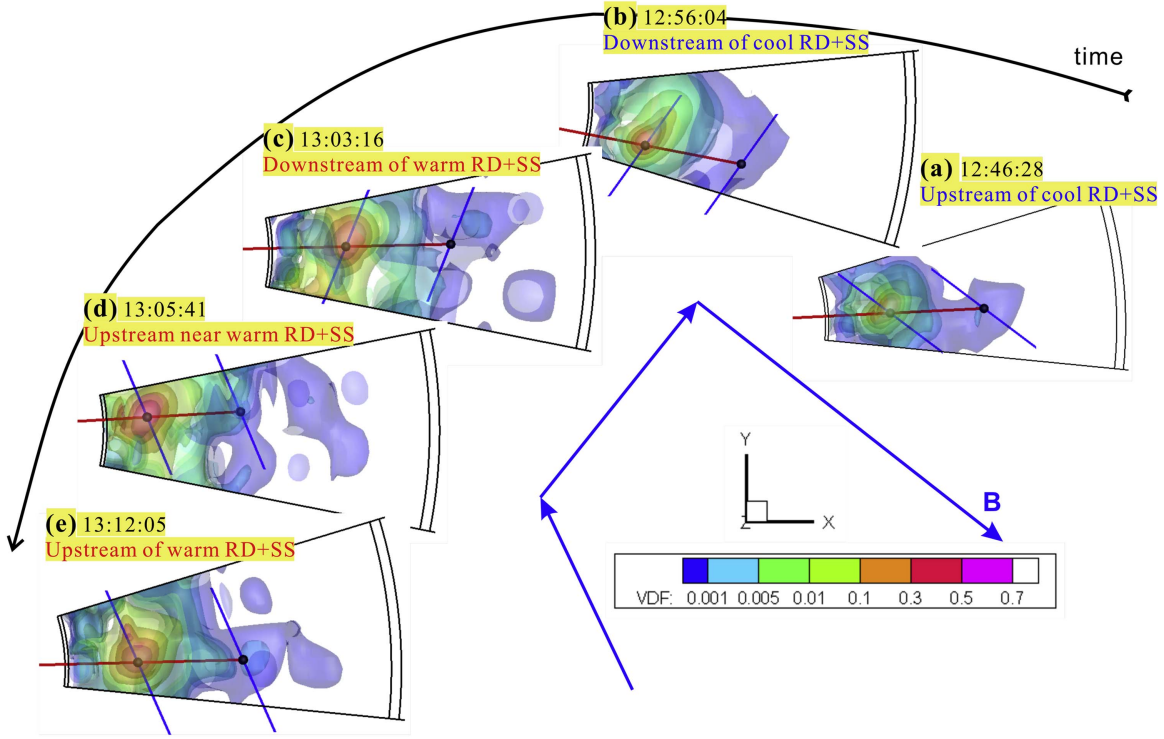 (b) 12:56:04
Downstream of cool RD+SS
time
(c) 13:03:16
Downstream of warm RD+SS
(a) 12:46:28
Upstream of cool RD+SS
(d) 13:05:41
Upstream near warm RD+SS
(e) 13:12:05
Upstream of warm RD+SS
Y
Z X
B
VDF: 0.001 0.005 0.01 0.1 0.3 0.5 0.7